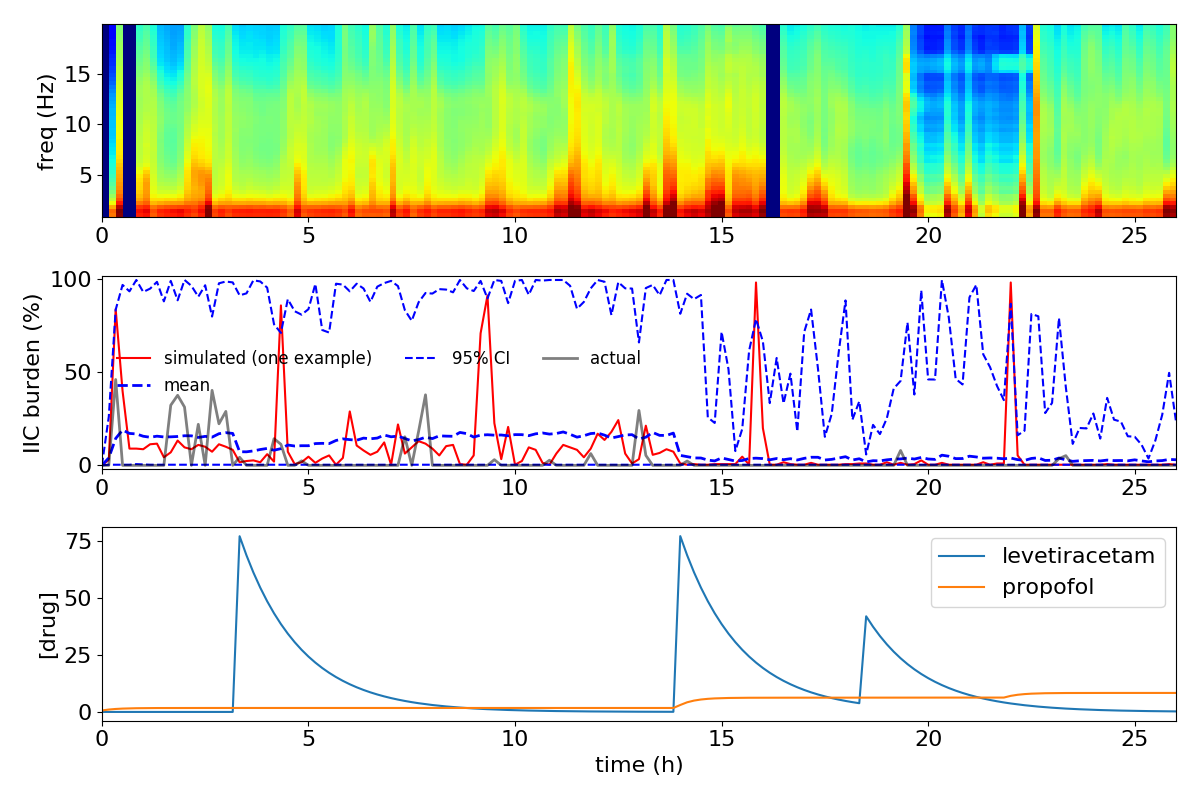 freq (Hz)
15
10
5
0 5 10 15 20 25
IIC burden (%)
100
50
0
simulated (one example) 95% CI actual
mean
0 5 10 15 20 25
[drug]
75
50
25
0
levetiracetam
propofol
0 5 10 15 20 25
time (h)